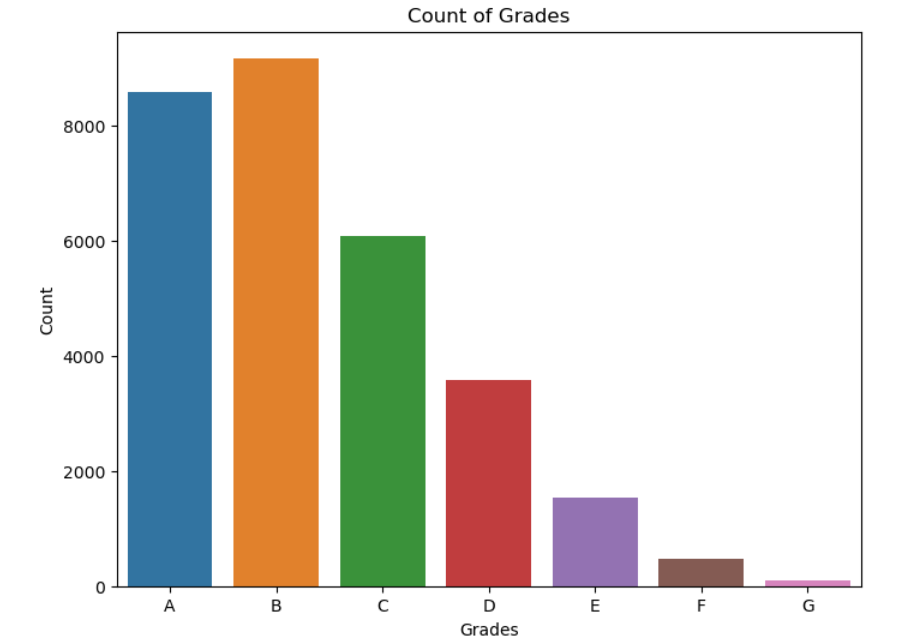 Count of Grades
8000
6000
4000
2000
0
Count
A B C D E F G
Grades